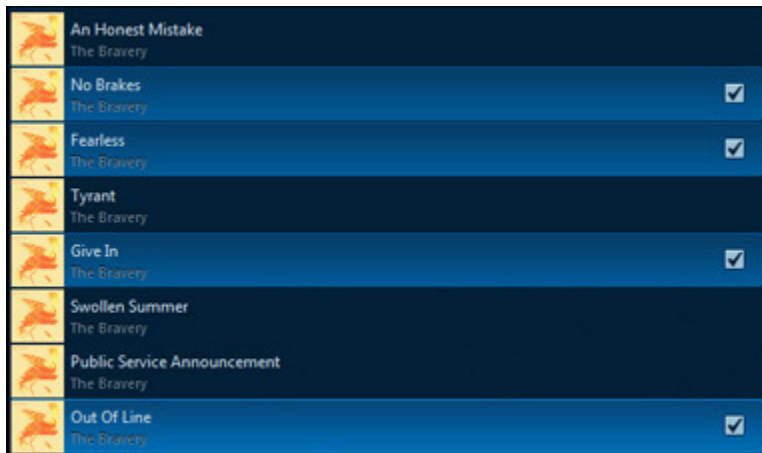 An Honest Mistake
The Bravery
No Brakes
The Bravery
Fearless
The Bravery
Tyrant
The Bravery
Give In
The Bravery
Swollen Summer
The Bravery
Public Service Announcement
The Bravery
Out Of Line
The Bravery